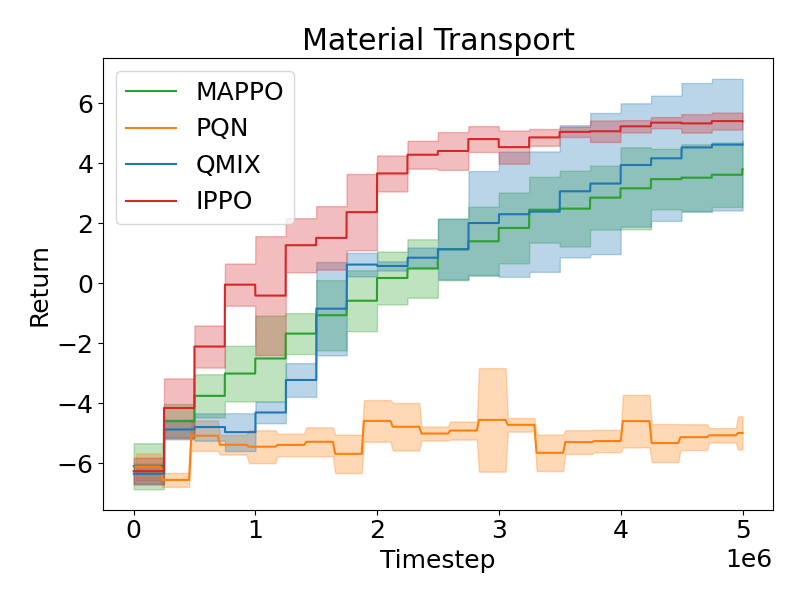 Material Transport
MAPPO
PQN
QMIX
IPPO
Return
6
4
2
0
−2
−4
−6
0 1 2 3 4 5
1e6
Timestep